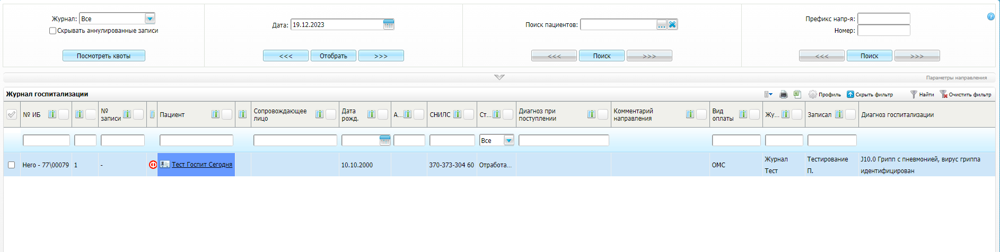 Журнал: Все
Скрывать аннулированные записи
Посмотреть квоты
Дата: 19.12.2023
<<< Отобрать >>>
Поиск пациентов: ...
<<< Поиск >>>
Префикс напр-я:
Номер:
<<< Поиск >>>
?
Параметры направления
Журнал госпитализации
Профиль Скрыть фильтр Найти Очистить фильтр
№ ИБ
№
записи
Пациент
Сопровождающее
лицо
Дата
рожд.
А...
СНИЛС
Ст...
Диагноз при
поступлении
Комментарий
направления
Вид
оплаты
Жу...
Записал
Диагноз госпитализации
Все
Него - 77\00079 1 - Ф Тест Госпит Сегодня 10.10.2000 370-373-304 60 Отработа... ОМС
Журнал
Тест
Тестирование
П.
J10.0 Грипп с пневмонией, вирус гриппа
идентифицирован